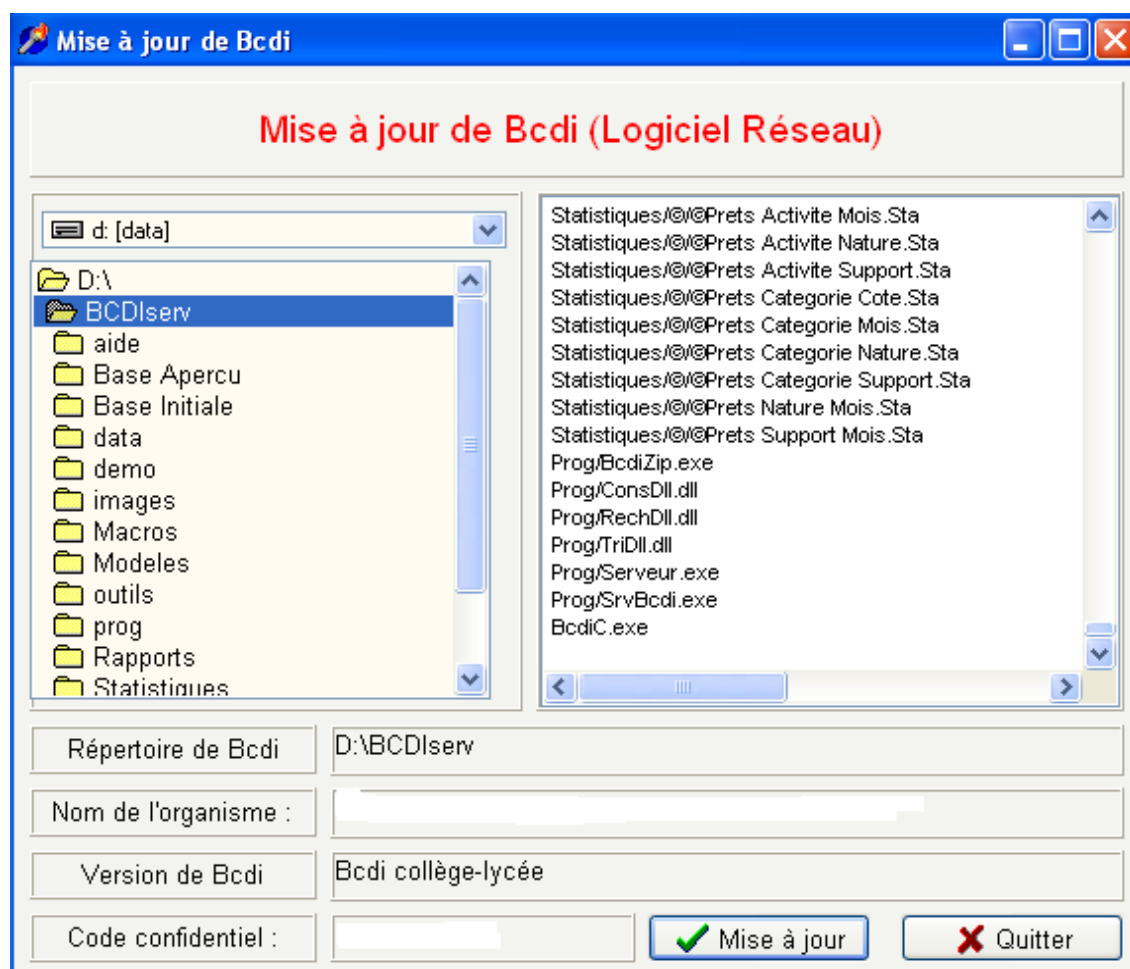 Mise à jour de Bcdi
Mise à jour de Bcdi (Logiciel Réseau)
d: [data]
D:\
BCDIserv
aide
Base Apercu
Base Initiale
data
demo
images
Macros
Modeles
outils
prog
Rapports
Statistiques
Statistiques/©/©Prets Activite Mois.Sta
Statistiques/©/©Prets Activite Nature.Sta
Statistiques/©/©Prets Activite Support.Sta
Statistiques/©/©Prets Categorie Cote.Sta
Statistiques/©/©Prets Categorie Mois.Sta
Statistiques/©/©Prets Categorie Nature.Sta
Statistiques/©/©Prets Categorie Support.Sta
Statistiques/©/©Prets Nature Mois.Sta
Statistiques/©/©Prets Support Mois.Sta
Prog/BcdiZip.exe
Prog/ConsDll.dll
Prog/RechDll.dll
Prog/TriDll.dll
Prog/Serveur.exe
Prog/SrvBcdi.exe
BcdiC.exe
Répertoire de Bcdi
D:\BCDIserv
Nom de l'organisme :
Version de Bcdi
Bcdi collège-lycée
Code confidentiel :
Mise à jour
Quitter